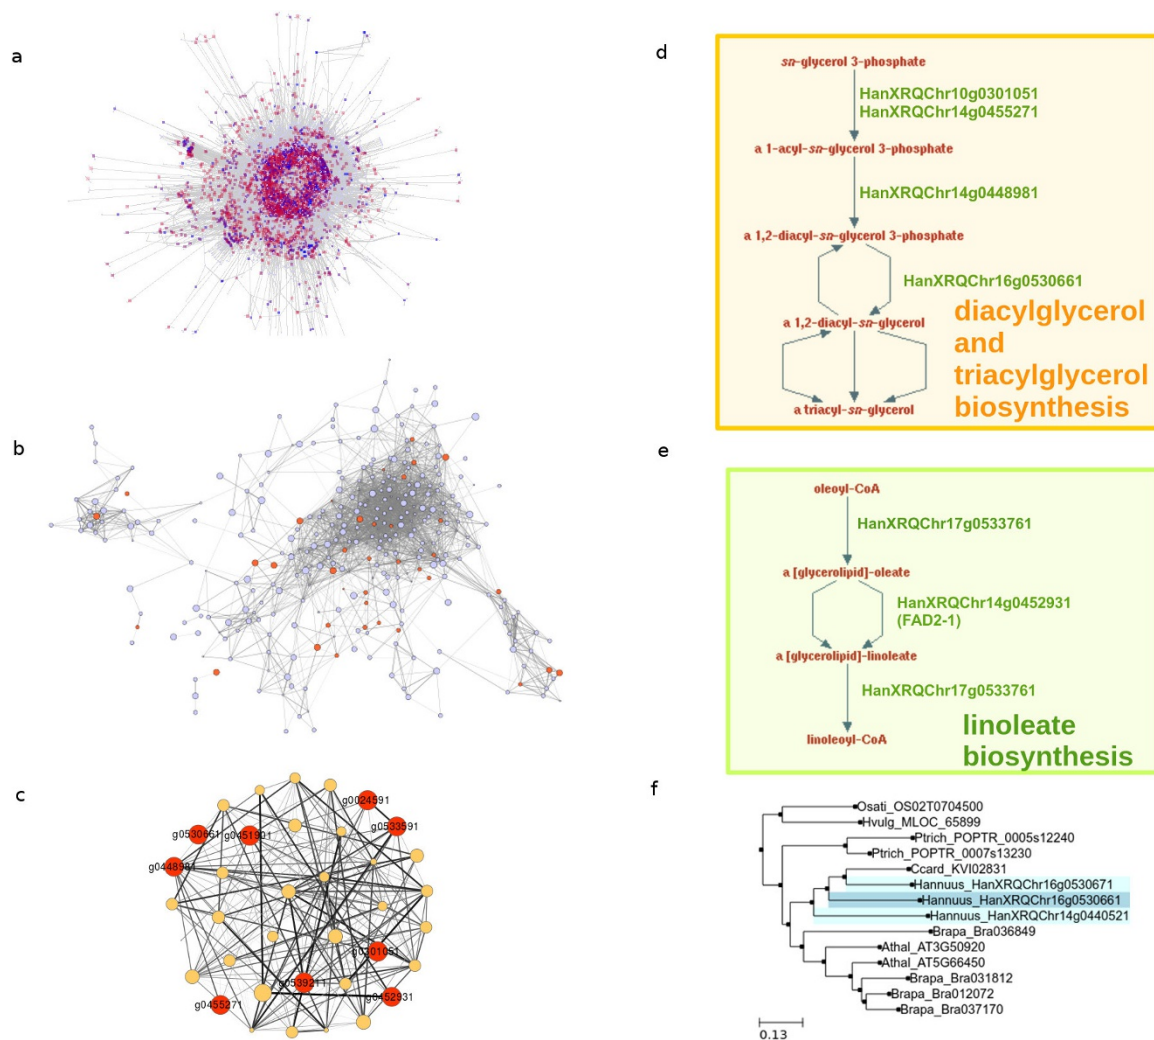 a
b
c
g0024591
g0533591
g0530661
g0451901
g0448981
g0301051
g0539211
g0452931
g0455271
d
sn-glycerol 3-phosphate
HanXRQChr10g0301051
HanXRQChr14g0455271
a 1-acyl-sn-glycerol 3-phosphate
HanXRQChr14g0448981
a 1,2-diacyl-sn-glycerol 3-phosphate
HanXRQChr16g0530661
a 1,2-diacyl-sn-glycerol
a triacyl-sn-glycerol
diacylglycerol
and
triacylglycerol
biosynthesis
e
oleoyl-CoA
HanXRQChr17g0533761
a [glycerolipid]-oleate
HanXRQChr14g0452931
(FAD2-1)
a [glycerolipid]-linoleate
HanXRQChr17g0533761
linoleoyl-CoA
linoleate
biosynthesis
f
Osati_OS02T0704500
Hvulg_MLOC_65899
Ptrich_POPTR_0005s12240
Ptrich_POPTR_0007s13230
Ccard_KVI02831
Hannuus_HanXRQChr16g0530671
Hannuus_HanXRQChr16g0530661
Hannuus_HanXRQChr14g0440521
Brapa_Bra036849
Athal_AT3G50920
Athal_AT5G66450
Brapa_Bra031812
Brapa_Bra012072
Brapa_Bra037170
0.13